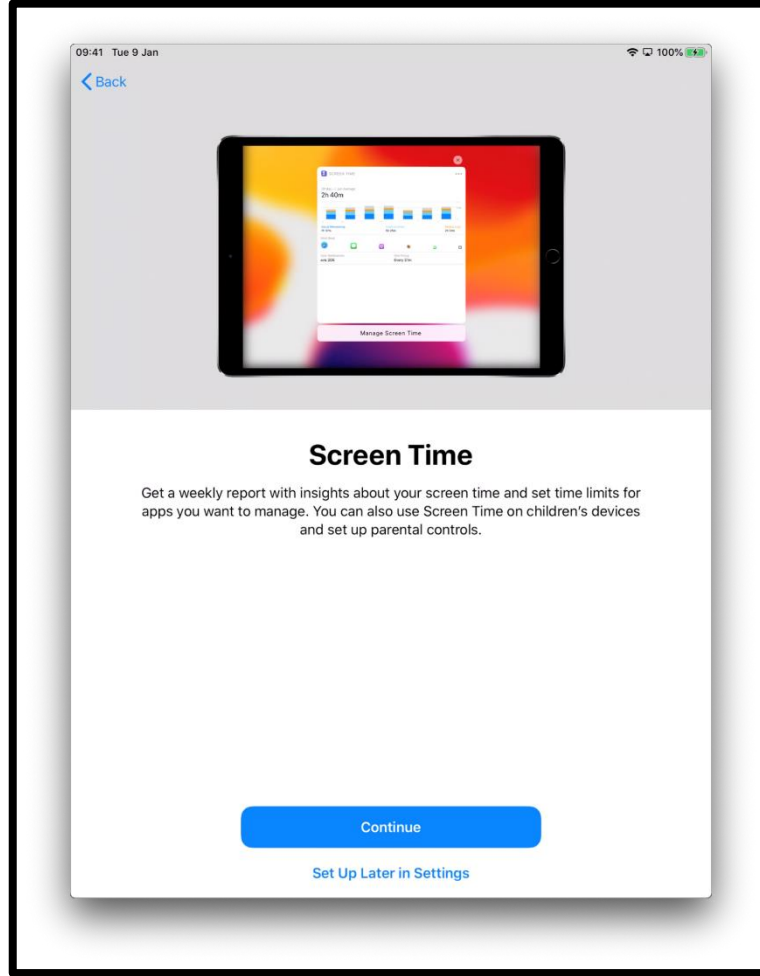 09:41 Tue 9 Jan
100%
Back
SCREEN TIME
2h 40m
Manage Screen Time
Screen Time
Get a weekly report with insights about your screen time and set time limits for
apps you want to manage. You can also use Screen Time on children’s devices
and set up parental controls.
Continue
Set Up Later in Settings